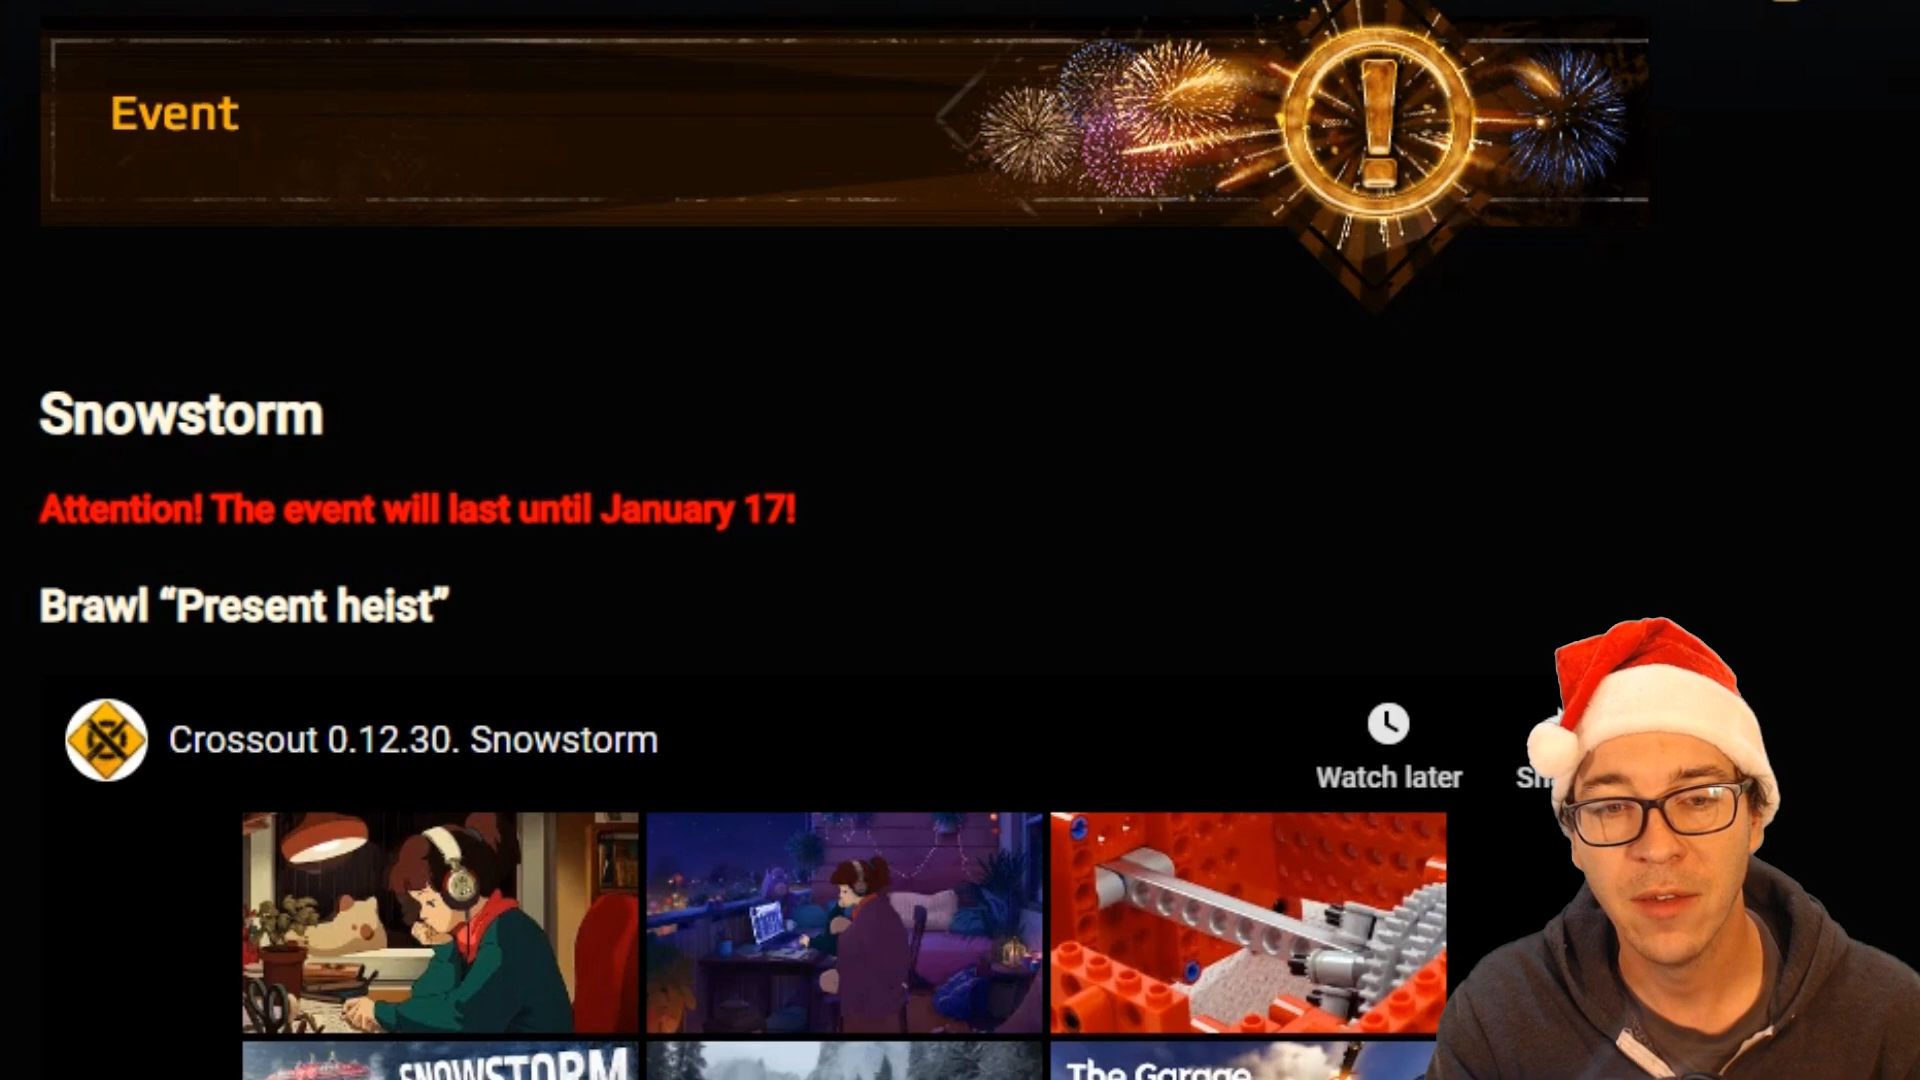 Event
Snowstorm
Attention! The event will last until January 17!
Brawl “Present heist”
Crossout 0.12.30. Snowstorm
Watch later
SNOWSTORM
The Garage